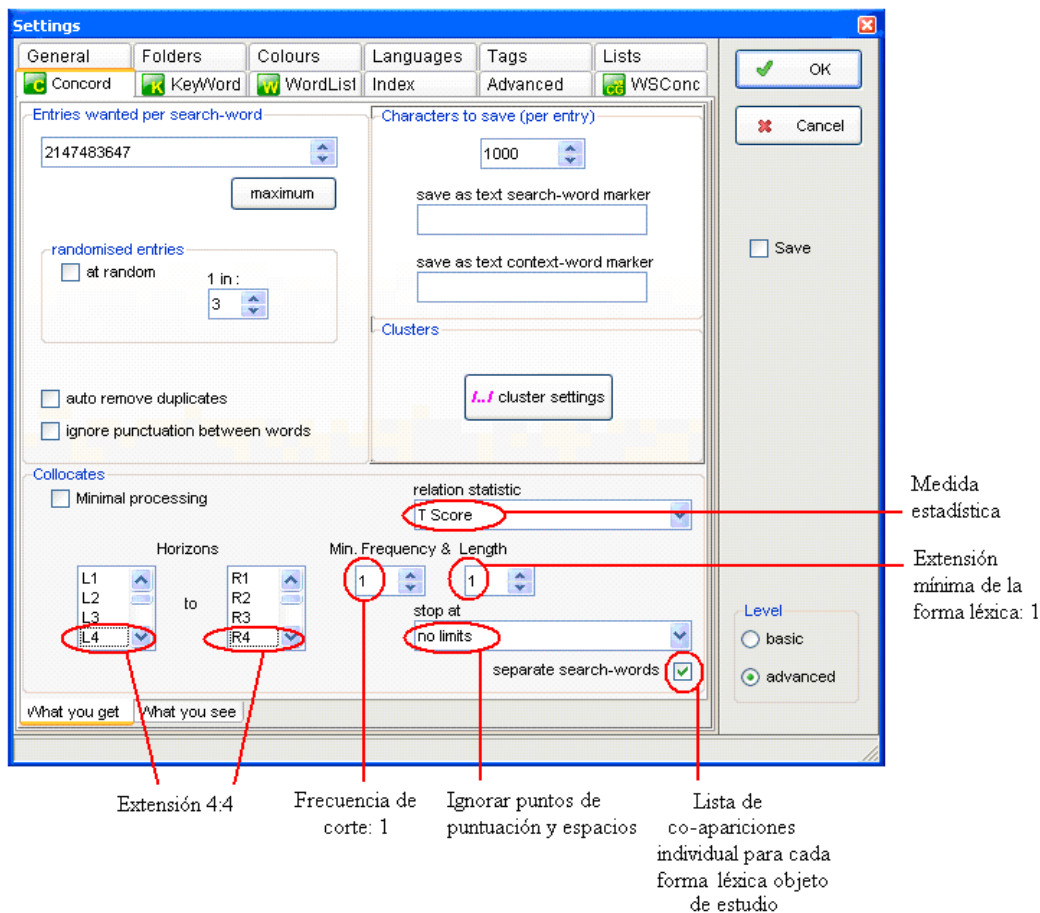 Settings
General Folders Colours Languages Tags Lists
C Concord K KeyWord W WordList Index Advanced WSConc
Entries wanted per search-word
2147483647
maximum
randomised entries
at random
1 in :
3
auto remove duplicates
ignore punctuation between words
Characters to save (per entry)
1000
save as text search-word marker
save as text context-word marker
Clusters
/../ cluster settings
OK
Cancel
Save
Collocates
Minimal processing
relation statistic
T Score
Horizons
L1
L2
L3
L4
to
R1
R2
R3
R4
Min. Frequency & Length
1 1
stop at
no limits
separate search-words
Level
basic
advanced
What you get What you see
Medida
estadística
Extensión
mínima de la
forma léxica: 1
Extensión 4:4
Frecuencia de
corte: 1
Ignorar puntos de
puntuación y espacios
Lista de
co-apariciones
individual para cada
forma léxica objeto
de estudio